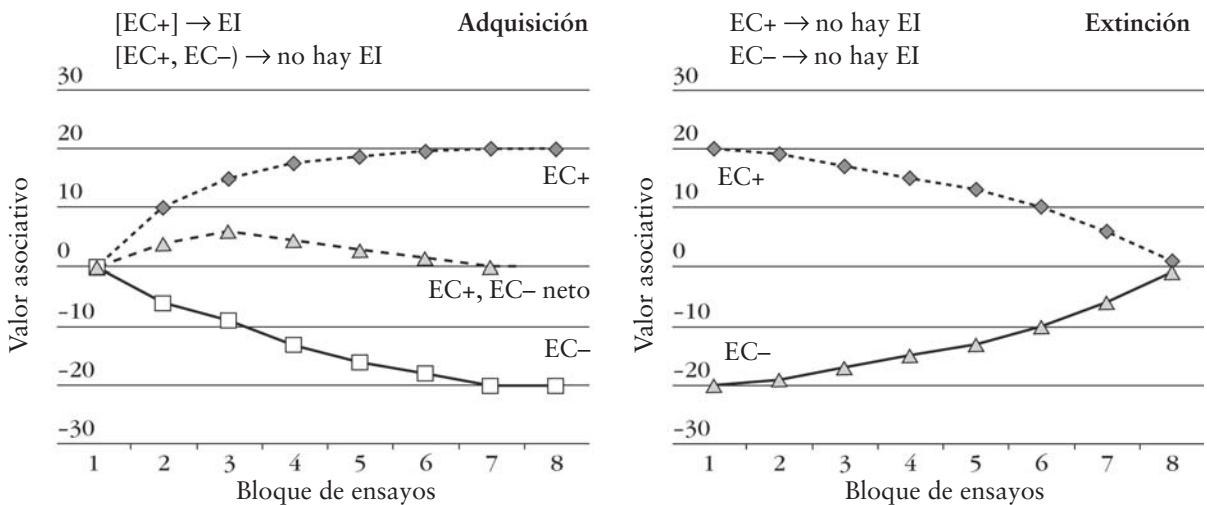 [EC+] → EI
Adquisición
[EC+, EC–) → no hay EI
30
20
10
0
-10
-20
-30
Valor asociativo
EC+
EC+, EC– neto
EC–
1 2 3 4 5 6 7 8
Bloque de ensayos
EC+ → no hay EI
Extinción
EC– → no hay EI
30
20
10
0
-10
-20
-30
Valor asociativo
EC+
EC–
1 2 3 4 5 6 7 8
Bloque de ensayos